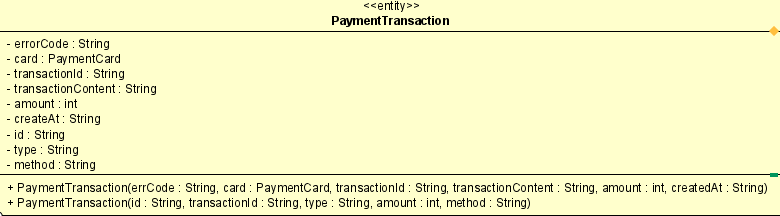 <<entity>>
PaymentTransaction
- errorCode : String
- card : PaymentCard
- transactionId : String
- transactionContent : String
- amount : int
- createAt : String
- id : String
- type : String
- method : String
+ PaymentTransaction(errCode : String, card : PaymentCard, transactionId : String, transactionContent : String, amount : int, createdAt : String)
+ PaymentTransaction(id : String, transactionId : String, type : String, amount : int, method : String)